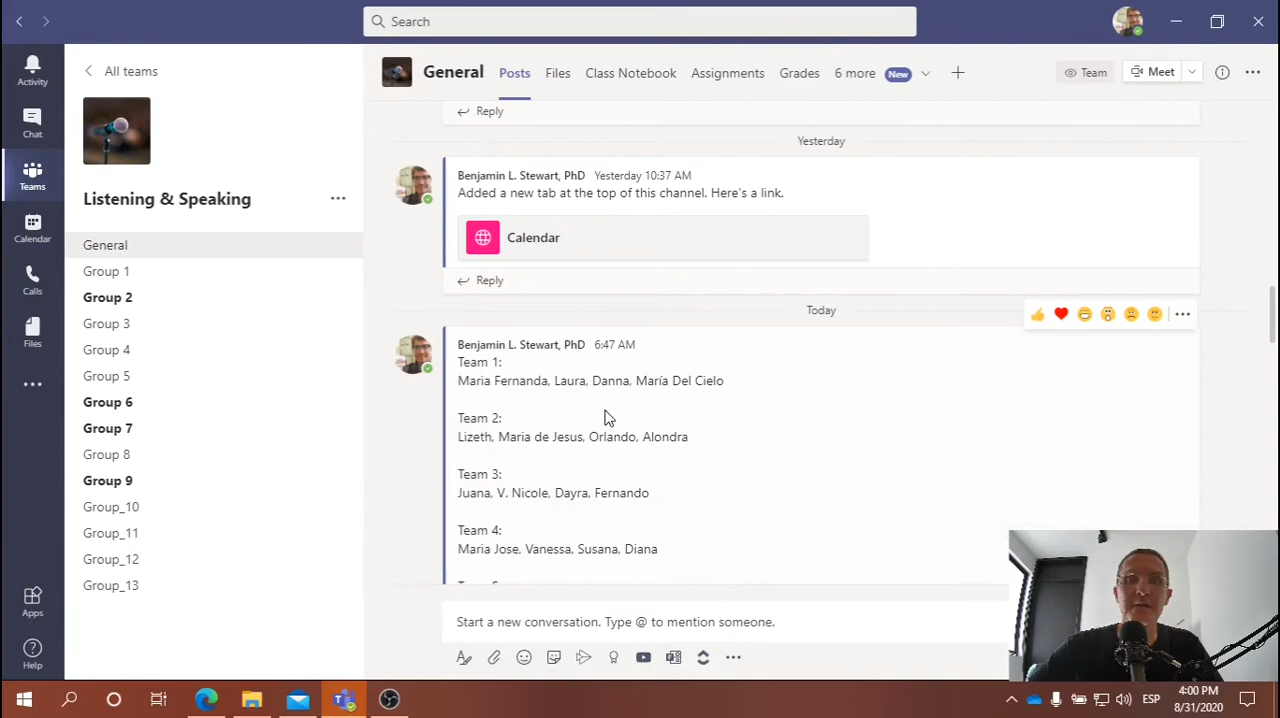 Search
Activity
Chat
Teams
Calendar
Calls
Files
Apps
Help
All teams
Listening & Speaking
General
Group 1
Group 2
Group 3
Group 4
Group 5
Group 6
Group 7
Group 8
Group 9
Group_10
Group_11
Group_12
Group_13
General Posts Files Class Notebook Assignments Grades 6 more New
Team Meet
Reply
Yesterday
Benjamin L. Stewart, PhD Yesterday 10:37 AM
Added a new tab at the top of this channel. Here's a link.
Calendar
Reply
Today
Benjamin L. Stewart, PhD 6:47 AM
Team 1:
Maria Fernanda, Laura, Danna, María Del Cielo
Team 2:
Lizeth, Maria de Jesus, Orlando, Alondra
Team 3:
Juana, V. Nicole, Dayra, Fernando
Team 4:
Maria Jose, Vanessa, Susana, Diana
Start a new conversation. Type @ to mention someone.
ESP
4:00 PM
8/31/2020